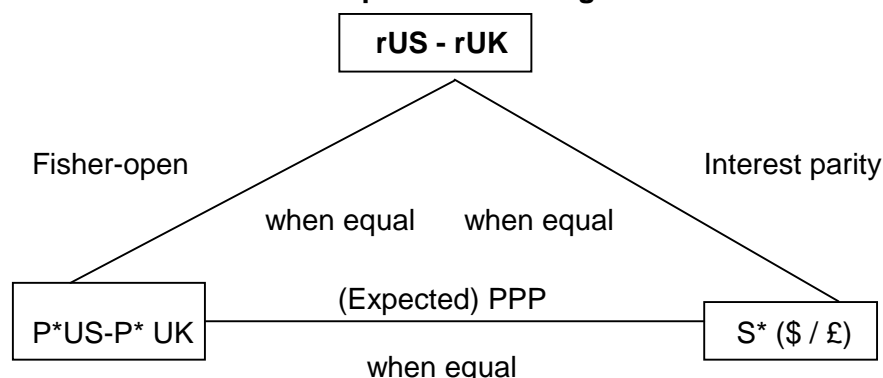 rUS - rUK
Fisher-open Interest parity
when equal when equal
(Expected) PPP
P*US-P* UK S* ($ / £)
when equal